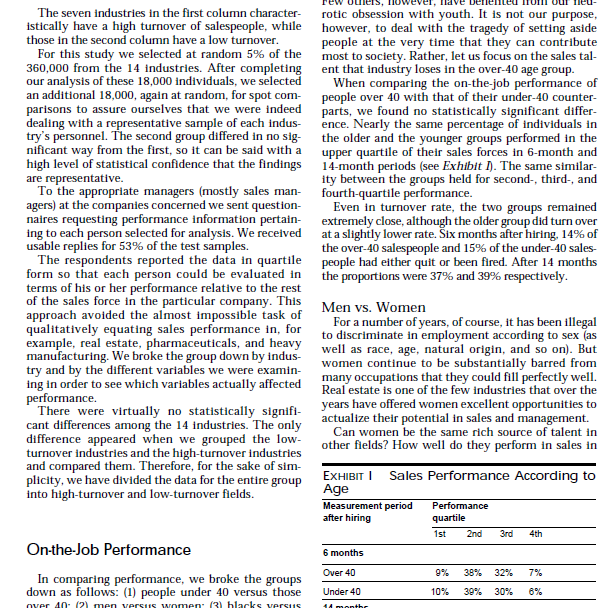 The seven industries in the first column character-
istically have a high turnover of salespeople, while
those in the second column have a low turnover.
For this study we selected at random 5% of the
360,000 from the 14 industries. After completing
our analysis of these 18,000 individuals, we selected
an additional 18,000, again at random, for spot com-
parisons to assure ourselves that we were indeed
dealing with a representative sample of each indus-
try's personnel. The second group differed in no sig-
nificant way from the first, so it can be said with a
high level of statistical confidence that the findings
are representative.
To the appropriate managers (mostly sales man-
agers) at the companies concerned we sent question-
naires requesting performance information pertain-
ing to each person selected for analysis. We received
usable replies for 53% of the test samples.
The respondents reported the data in quartile
form so that each person could be evaluated in
terms of his or her performance relative to the rest
of the sales force in the particular company. This
approach avoided the almost impossible task of
qualitatively equating sales performance in, for
example, real estate, pharmaceuticals, and heavy
manufacturing. We broke the group down by indus-
try and by the different variables we were examin-
ing in order to see which variables actually affected
performance.
There were virtually no statistically signifi-
cant differences among the 14 industries. The only
difference appeared when we grouped the low-
turnover industries and the high-turnover industries
and compared them. Therefore, for the sake of sim-
plicity, we have divided the data for the entire group
into high-turnover and low-turnover fields.
On-the-Job Performance
In comparing performance, we broke the groups
down as follows: (1) people under 40 versus those
over 40; (2) men versus women; (3) blacks versus
Few others, however, have benefited from our neu-
rotic obsession with youth. It is not our purpose,
however, to deal with the tragedy of setting aside
people at the very time that they can contribute
most to society. Rather, let us focus on the sales tal-
ent that industry loses in the over-40 age group.
When comparing the on-the-job performance of
people over 40 with that of their under-40 counter-
parts, we found no statistically significant differ-
ence. Nearly the same percentage of individuals in
the older and the younger groups performed in the
upper quartile of their sales forces in 6-month and
14-month periods (see Exhibit I). The same similar-
ity between the groups held for second-, third-, and
fourth-quartile performance.
Even in turnover rate, the two groups remained
extremely close, although the older group did turn over
at a slightly lower rate. Six months after hiring, 14% of
the over-40 salespeople and 15% of the under-40 sales-
people had either quit or been fired. After 14 months
the proportions were 37% and 39% respectively.
Men vs. Women
For a number of years, of course, it has been illegal
to discriminate in employment according to sex (as
well as race, age, natural origin, and so on). But
women continue to be substantially barred from
many occupations that they could fill perfectly well.
Real estate is one of the few industries that over the
years have offered women excellent opportunities to
actualize their potential in sales and management.
Can women be the same rich source of talent in
other fields? How well do they perform in sales in
EXHIBIT I Sales Performance According to
Age
Measurement period Performance
after hiring quartile
1st 2nd 3rd 4th
6 months
Over 40 9% 38% 32% 7%
Under 40 10% 39% 30% 6%
14 months